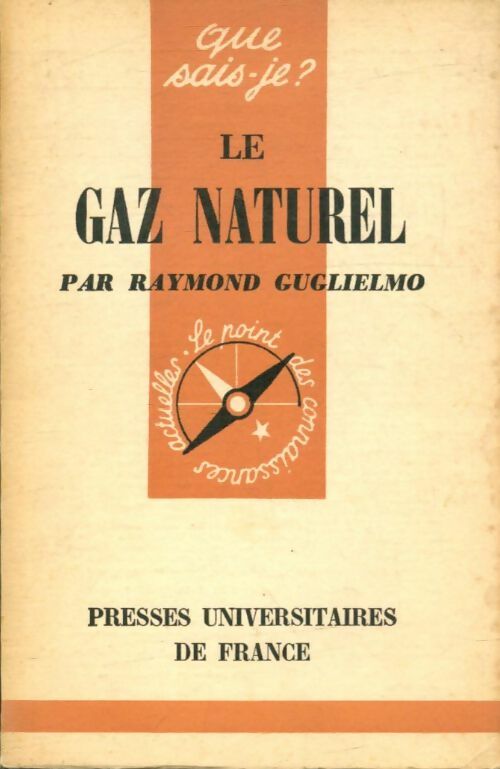 que
sais-je?
LE
GAZ NATUREL
PAR RAYMOND GUGLIELMO
Le point des connaissances actuelles.
PRESSES UNIVERSITAIRES
DE FRANCE